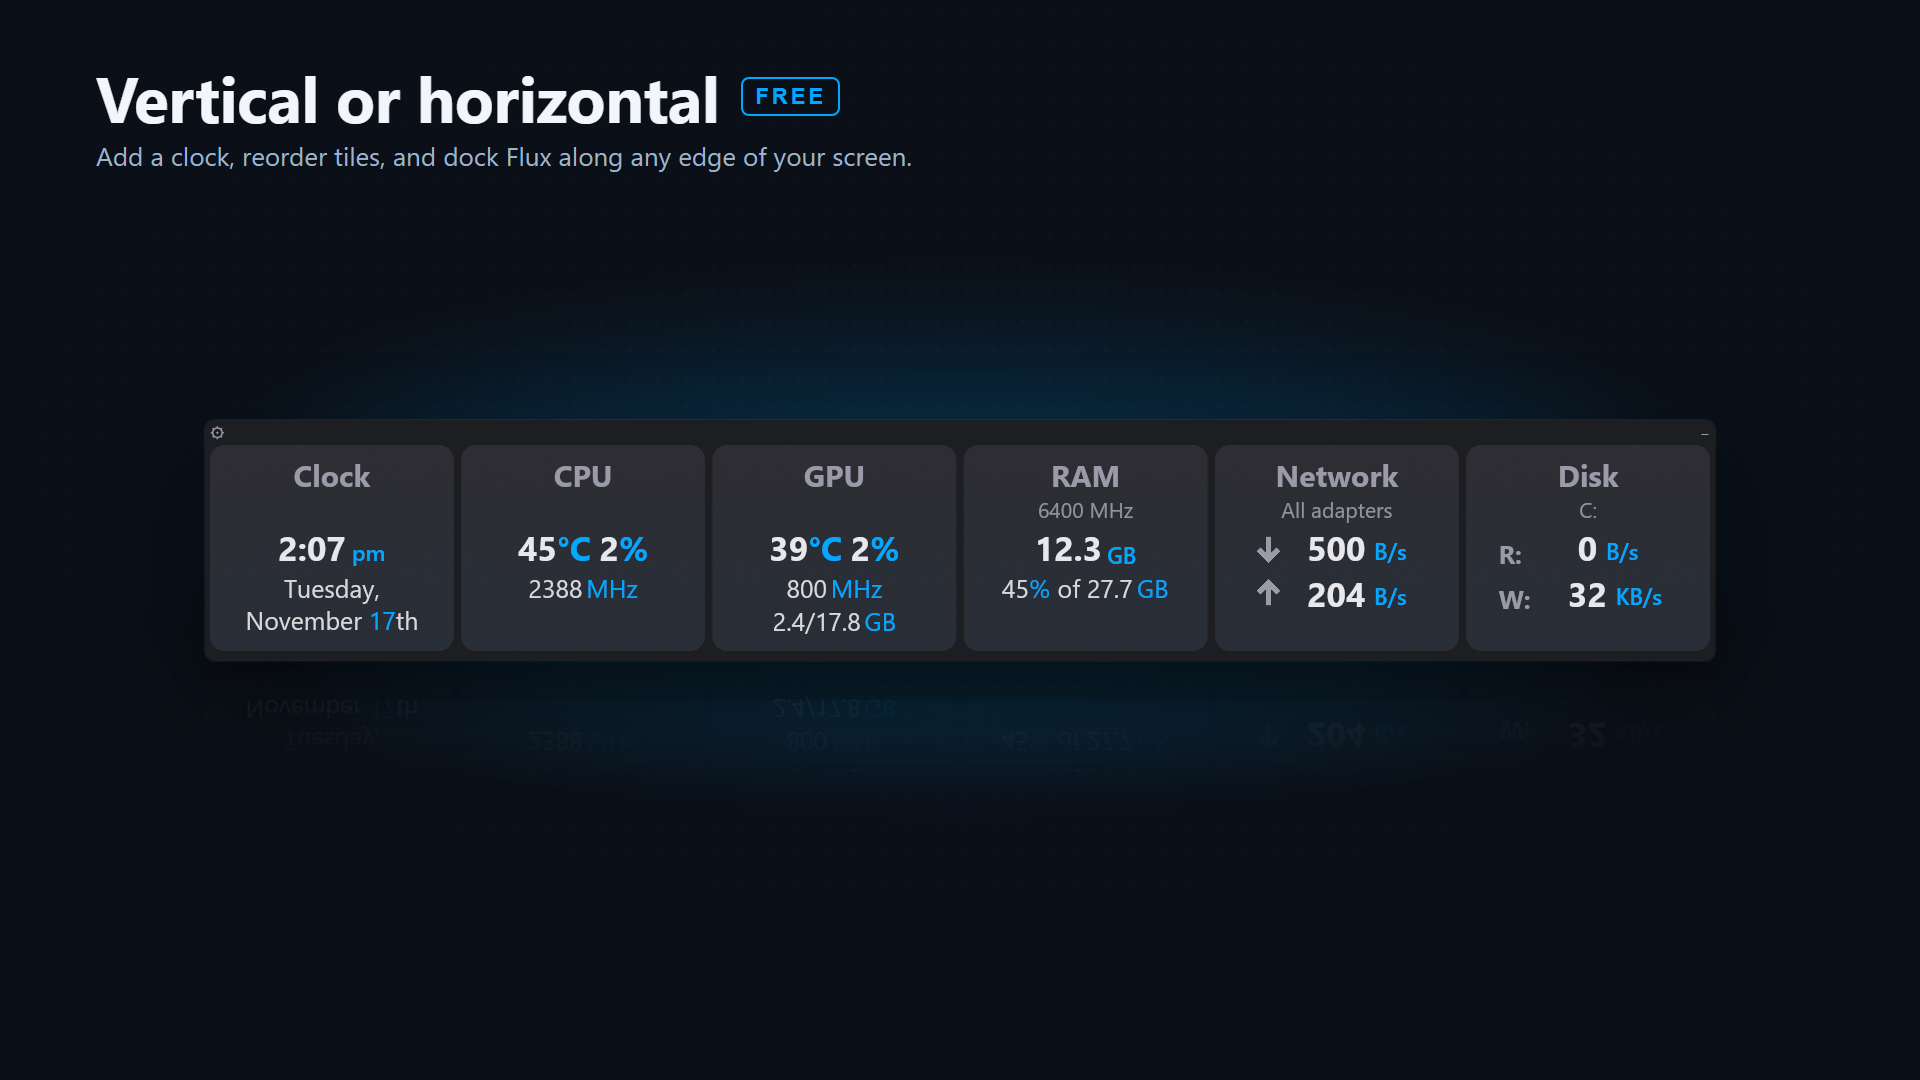 Vertical or horizontal FREE
Add a clock, reorder tiles, and dock Flux along any edge of your screen.
Clock
2:07 pm
Tuesday,
November 17th
CPU
45°C 2%
2388 MHz
GPU
39°C 2%
800 MHz
2.4/17.8 GB
RAM
6400 MHz
12.3 GB
45% of 27.7 GB
Network
All adapters
↓ 500 B/s
↑ 204 B/s
Disk
C:
R: 0 B/s
W: 32 KB/s